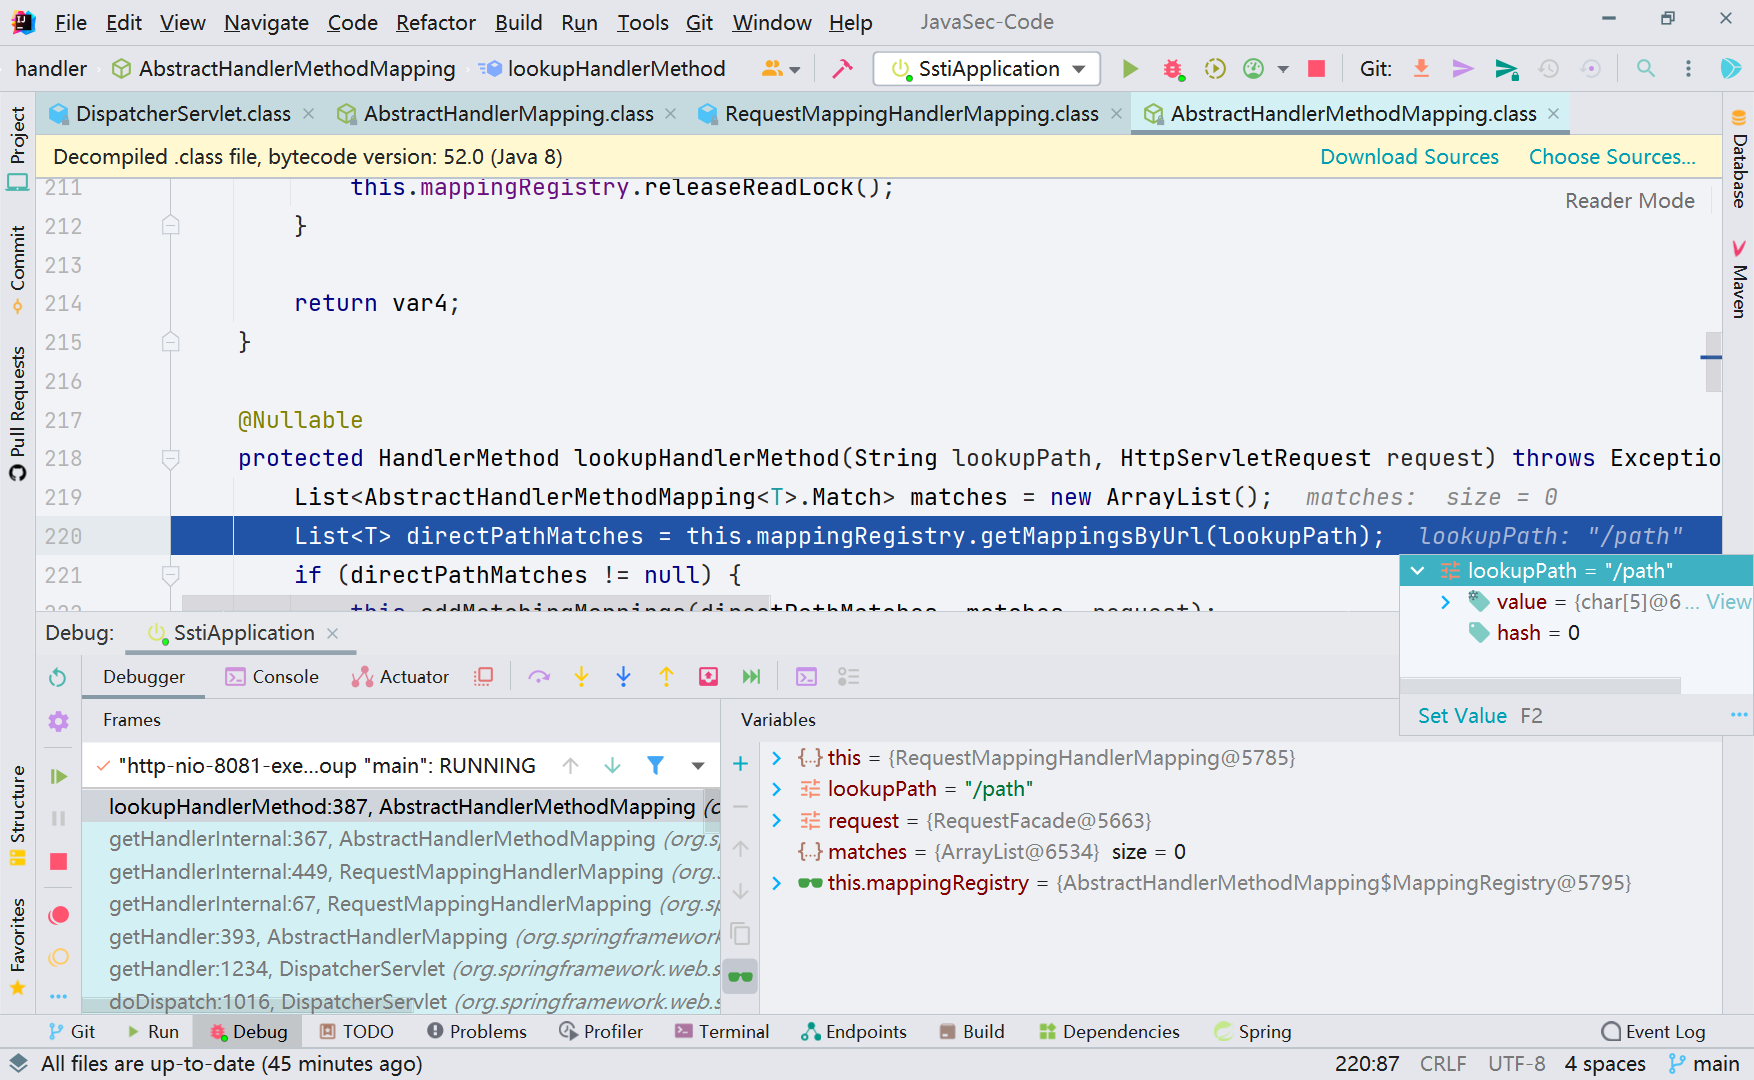 File Edit View Navigate Code Refactor Build Run Tools Git Window Help JavaSec-Code
handler AbstractHandlerMethodMapping lookupHandlerMethod SstiApplication Git:
DispatcherServlet.class AbstractHandlerMapping.class RequestMappingHandlerMapping.class AbstractHandlerMethodMapping.class
Decompiled .class file, bytecode version: 52.0 (Java 8) Download Sources Choose Sources...
Reader Mode
211 this.mappingRegistry.releaseReadLock();
212 }
213
214 return var4;
215 }
216
217 @Nullable
218 protected HandlerMethod lookupHandlerMethod(String lookupPath, HttpServletRequest request) throws Exceptio
219 List<AbstractHandlerMethodMapping<T>.Match> matches = new ArrayList(); matches: size = 0
220 List<T> directPathMatches = this.mappingRegistry.getMappingsByUrl(lookupPath); lookupPath: "/path"
221 if (directPathMatches != null) {
222 this.addMatchingMappings(directPathMatches, matches, request);
lookupPath = "/path"
value = {char[5]@6... View
hash = 0
Set Value F2
Project
Commit
Pull Requests
Structure
Favorites
Database
Maven
Debug: SstiApplication
Debugger Console Actuator
Frames
"http-nio-8081-exe...oup "main": RUNNING
lookupHandlerMethod:387, AbstractHandlerMethodMapping (o
getHandlerInternal:367, AbstractHandlerMethodMapping (org.s
getHandlerInternal:449, RequestMappingHandlerMapping (org.
getHandlerInternal:67, RequestMappingHandlerMapping (org.sp
getHandler:393, AbstractHandlerMapping (org.springframework
getHandler:1234, DispatcherServlet (org.springframework.web.s
doDispatch:1016, DispatcherServlet (org.springframework.web.s
Variables
this = {RequestMappingHandlerMapping@5785}
lookupPath = "/path"
request = {RequestFacade@5663}
matches = {ArrayList@6534} size = 0
this.mappingRegistry = {AbstractHandlerMethodMapping$MappingRegistry@5795}
Git Run Debug TODO Problems Profiler Terminal Endpoints Build Dependencies Spring Event Log
All files are up-to-date (45 minutes ago) 220:87 CRLF UTF-8 4 spaces main